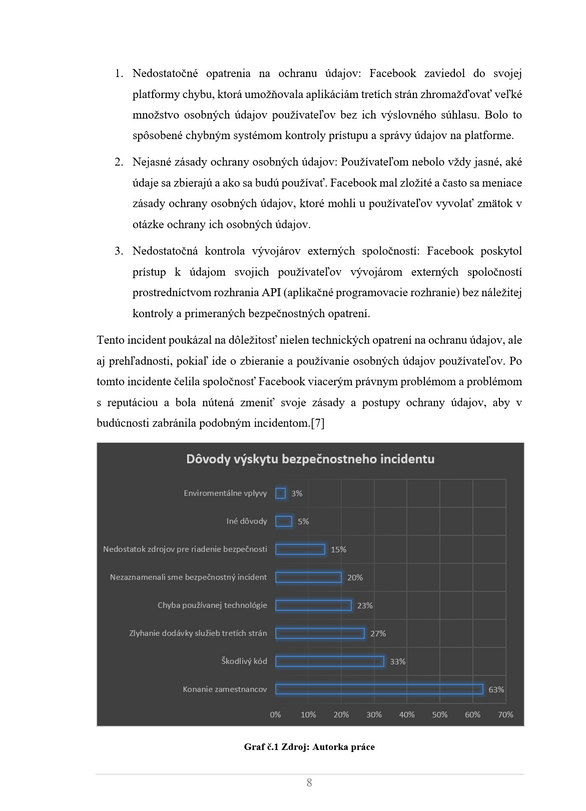 1. Nedostatočné opatrenia na ochranu údajov: Facebook zaviedol do svojej
platformy chybu, ktorá umožňovala aplikáciám tretích strán zhromažďovať veľké
množstvo osobných údajov používateľov bez ich výslovného súhlasu. Bolo to
spôsobené chybným systémom kontroly prístupu a správy údajov na platforme.
2. Nejasné zásady ochrany osobných údajov: Používateľom nebolo vždy jasné, aké
údaje sa zbierajú a ako sa budú používať. Facebook mal zložité a často sa meniace
zásady ochrany osobných údajov, ktoré mohli u používateľov vyvolať zmätok v
otázke ochrany ich osobných údajov.
3. Nedostatočná kontrola vývojárov externých spoločností: Facebook poskytol
prístup k údajom svojich používateľov vývojárom externých spoločností
prostredníctvom rozhrania API (aplikačné programovacie rozhranie) bez náležitej
kontroly a primeraných bezpečnostných opatrení.
Tento incident poukázal na dôležitosť nielen technických opatrení na ochranu údajov, ale
aj prehľadnosti, pokiaľ ide o zbieranie a používanie osobných údajov používateľov. Po
tomto incidente čelila spoločnosť Facebook viacerým právnym problémom a problémom
s reputáciou a bola nútená zmeniť svoje zásady a postupy ochrany údajov, aby v
budúcnosti zabránila podobným incidentom.[7]
Dôvody výskytu bezpečnostneho incidentu
Enviromentálne vplyvy 3%
Iné dôvody 5%
Nedostatok zdrojov pre riadenie bezpečnosti 15%
Nezaznamenali sme bezpečnostný incident 20%
Chyba používanej technológie 23%
Zlyhanie dodávky služieb tretích strán 27%
Škodlivý kód 33%
Konanie zamestnancov 63%
0% 10% 20% 30% 40% 50% 60% 70%
Graf č.1 Zdroj: Autorka práce
8